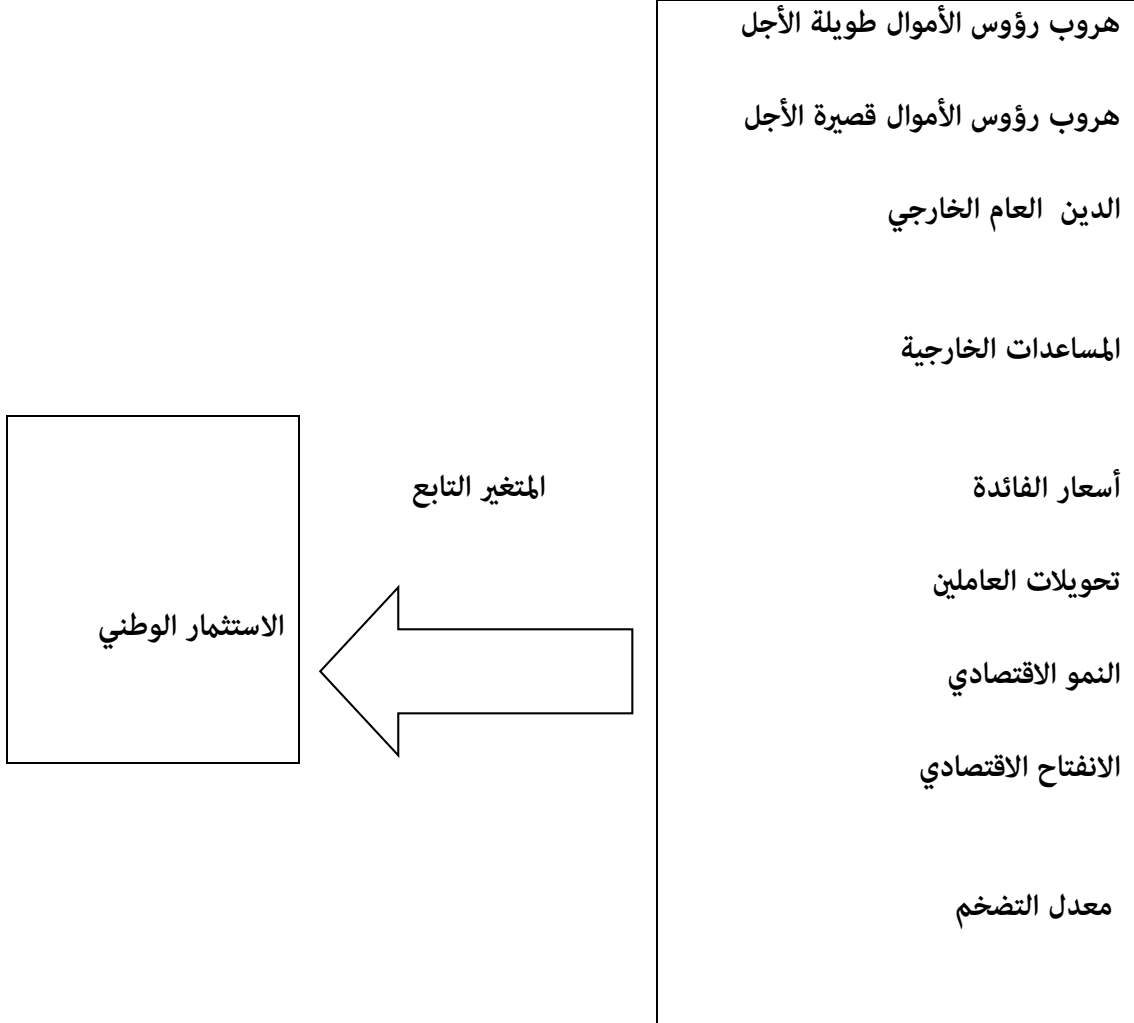 هروب رؤوس الأموال طويلة الأجل
هروب رؤوس الأموال قصيرة الأجل
الدين العام الخارجي
المساعدات الخارجية
أسعار الفائدة
تحويلات العاملين
النمو الاقتصادي
الانفتاح الاقتصادي
معدل التضخم
المتغير التابع
الاستثمار الوطني